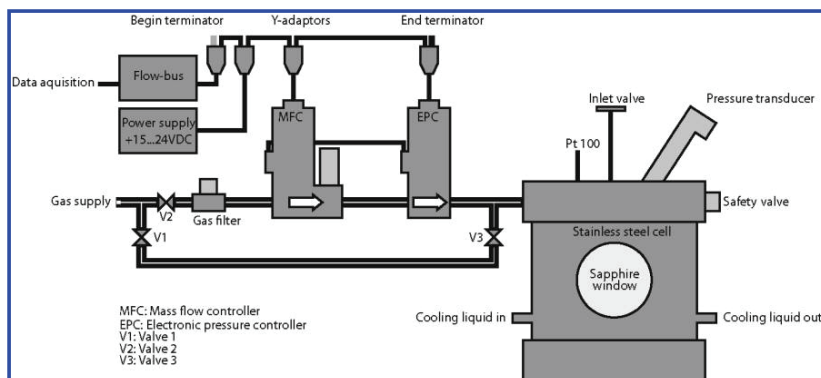 Begin terminator
Y-adaptors
End terminator
Data aquisition
Flow-bus
Power supply
+15...24VDC
MFC
EPC
Inlet valve
Pressure transducer
Pt 100
Gas supply
V2
Gas filter
V1
V3
Safety valve
Stainless steel cell
Sapphire
window
Cooling liquid in
Cooling liquid out
MFC: Mass flow controller
EPC: Electronic pressure controller
V1: Valve 1
V2: Valve 2
V3: Valve 3